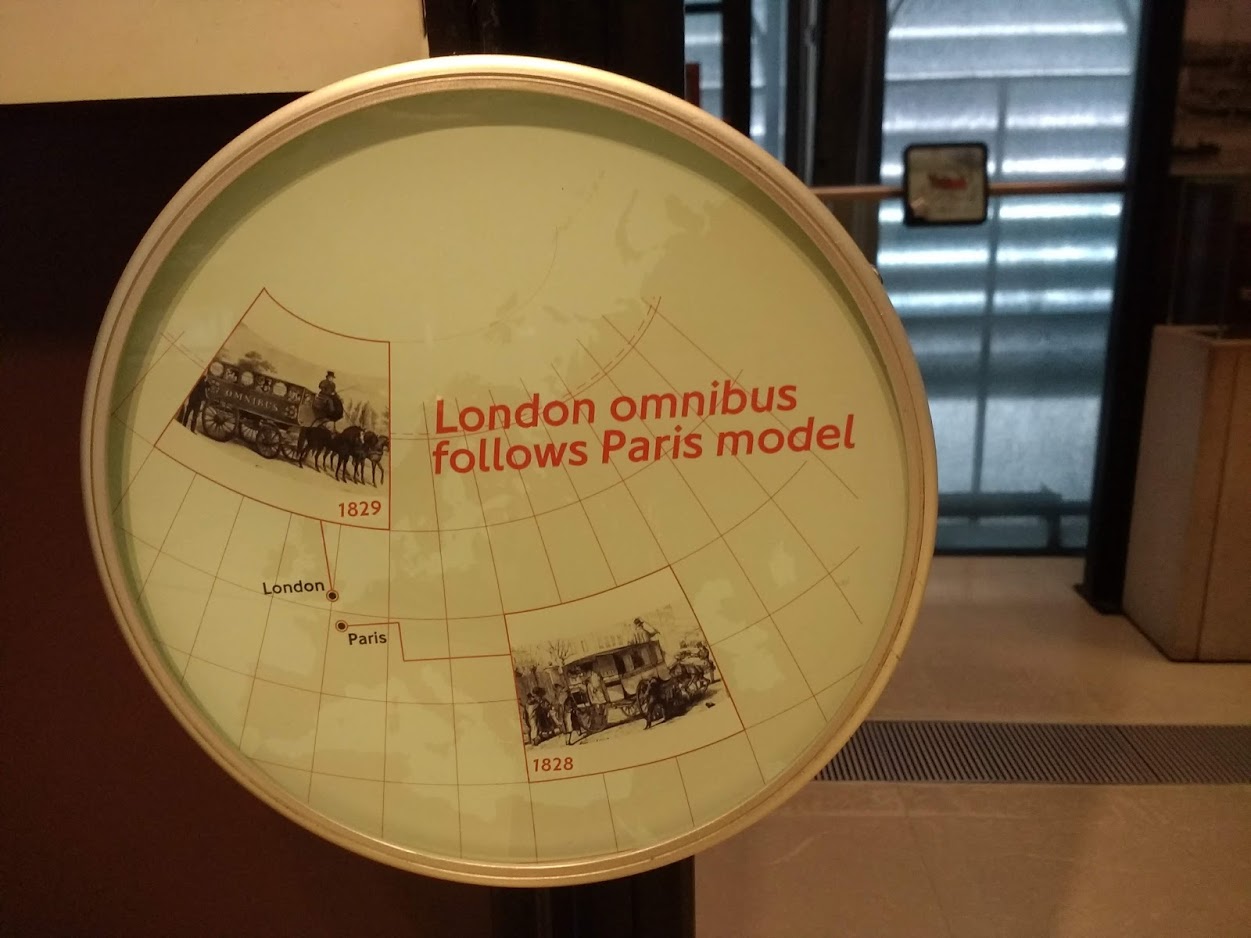 OMNIBUS
London omnibus
follows Paris model
1829
London
Paris
1828